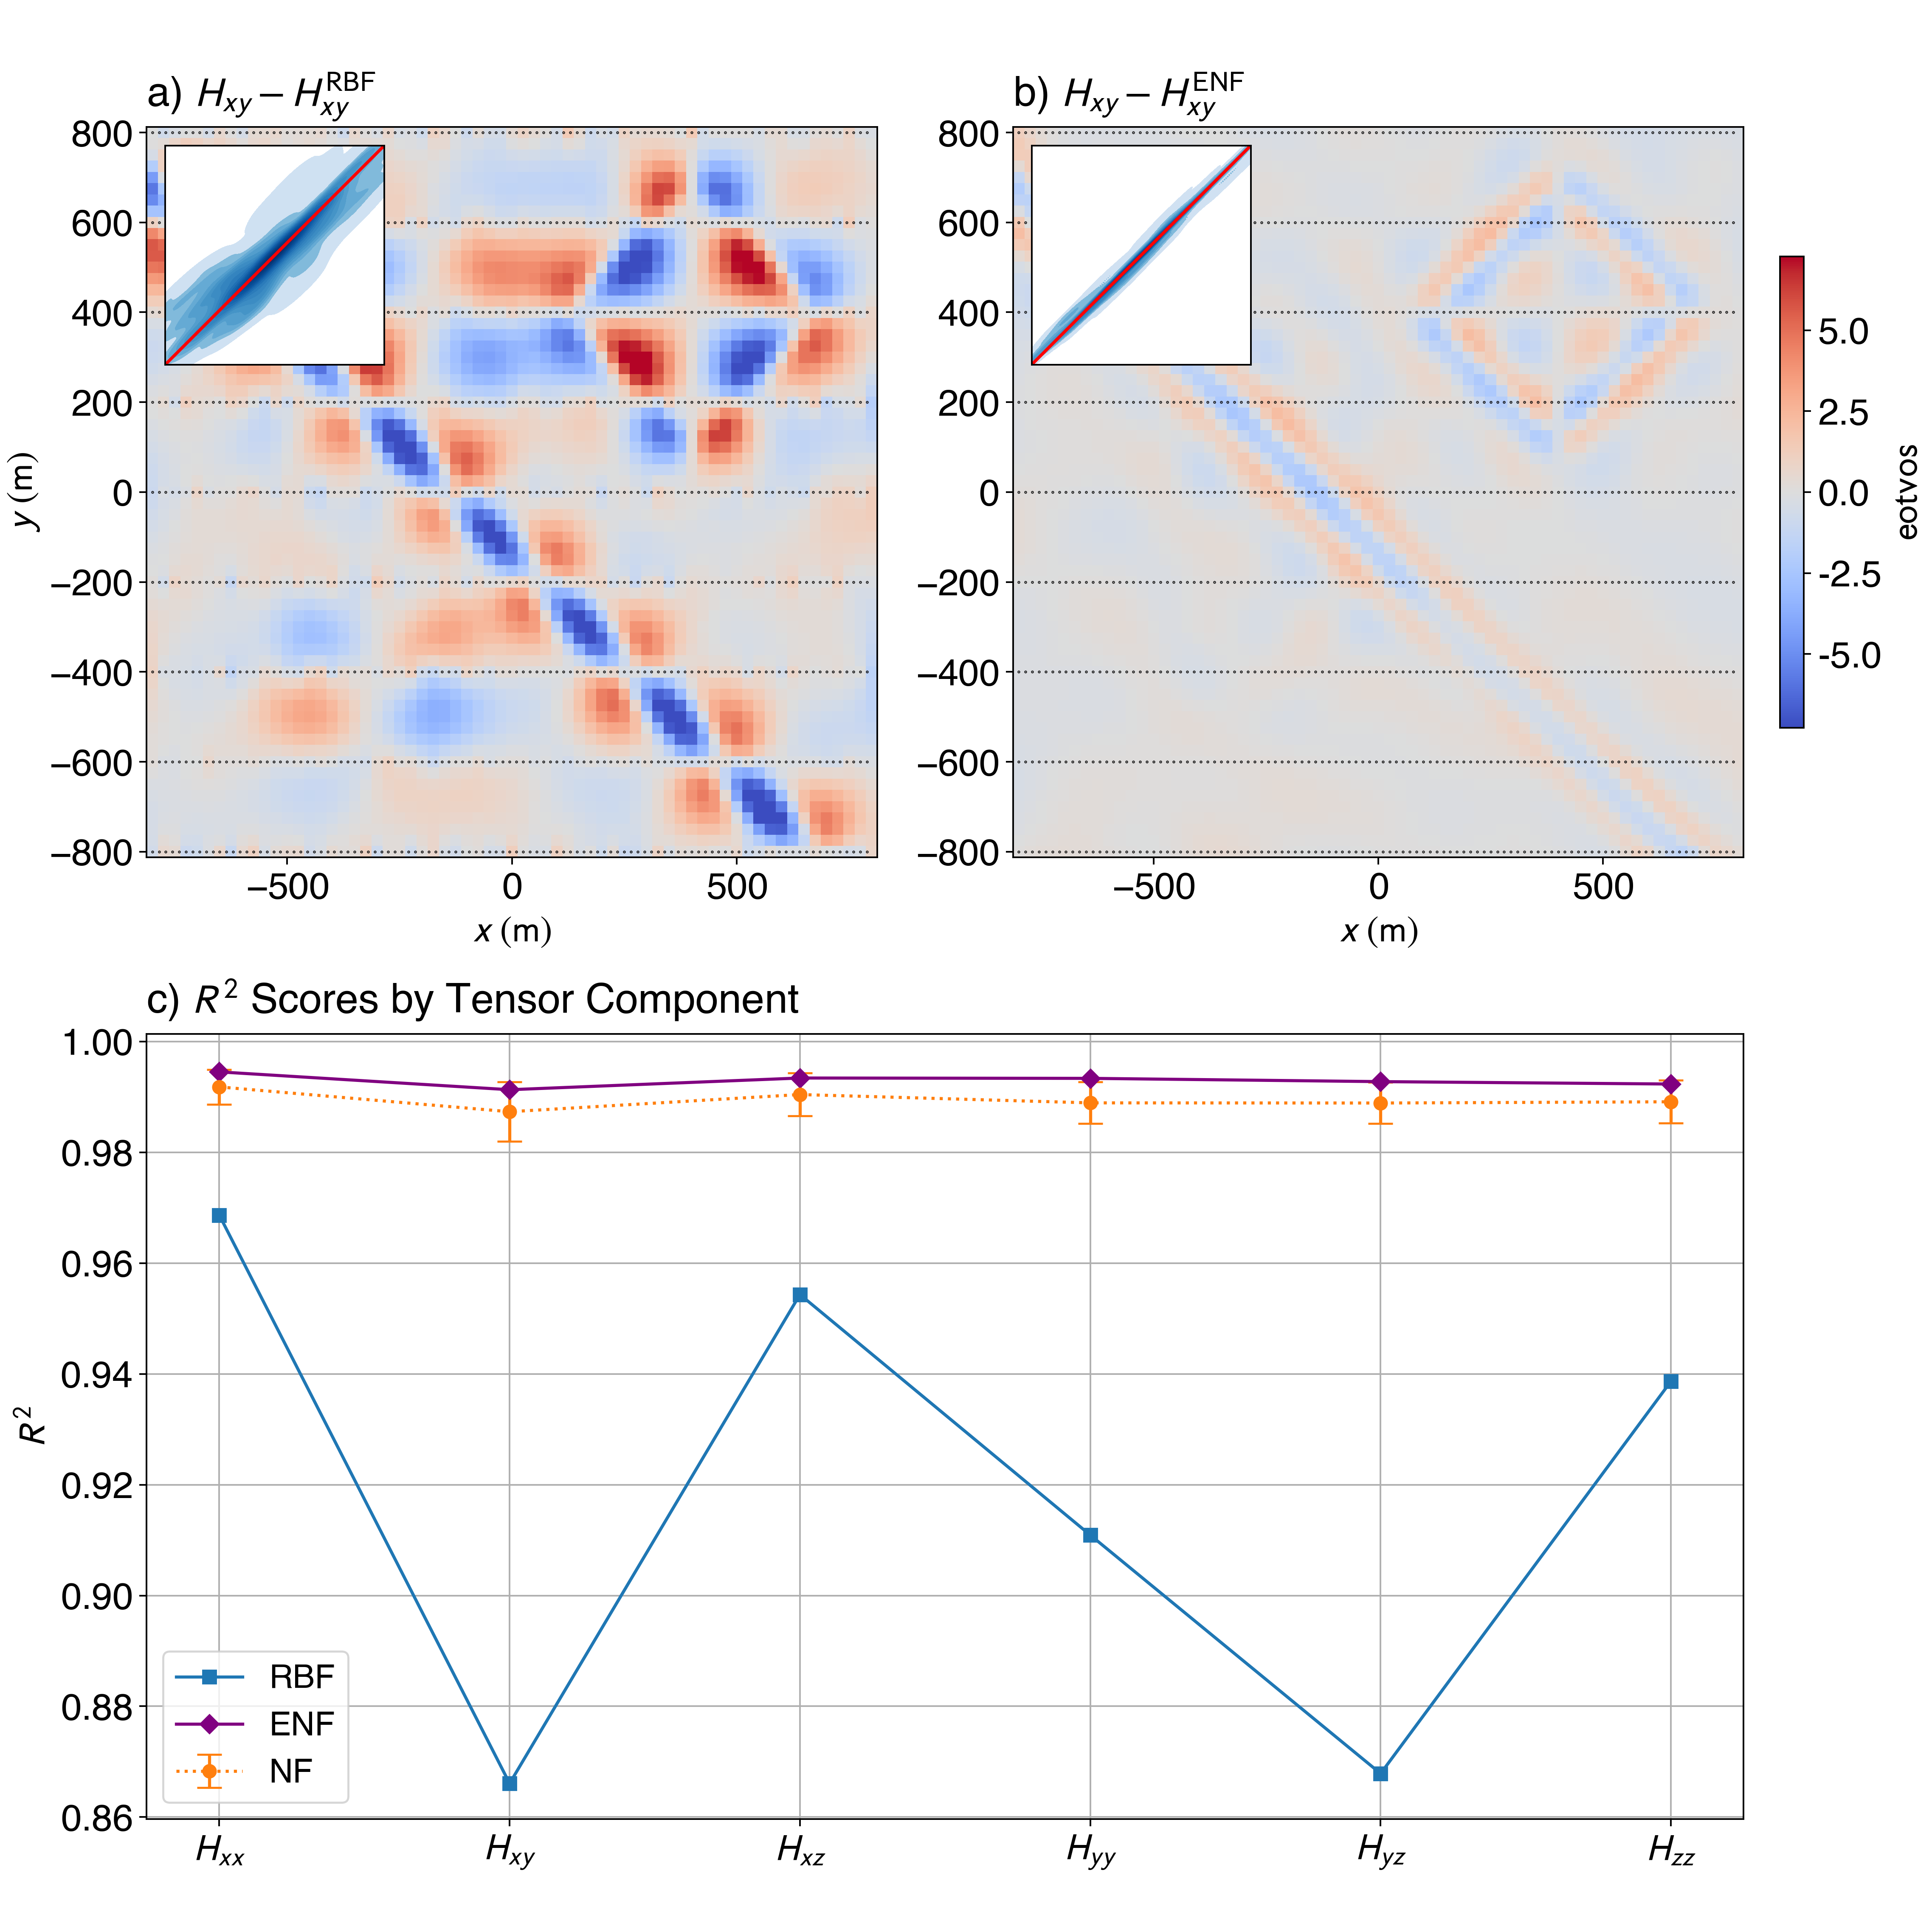 a) H_xy − H_xy^RBF
b) H_xy − H_xy^ENF
800
600
400
200
0
−200
−400
−600
−800
y (m)
−500
0
500
x (m)
800
600
400
200
0
−200
−400
−600
−800
−500
0
500
x (m)
5.0
2.5
0.0
-2.5
-5.0
eotvos
c) R² Scores by Tensor Component
1.00
0.98
0.96
0.94
0.92
0.90
0.88
0.86
R²
RBF
ENF
NF
H_xx
H_xy
H_xz
H_yy
H_yz
H_zz